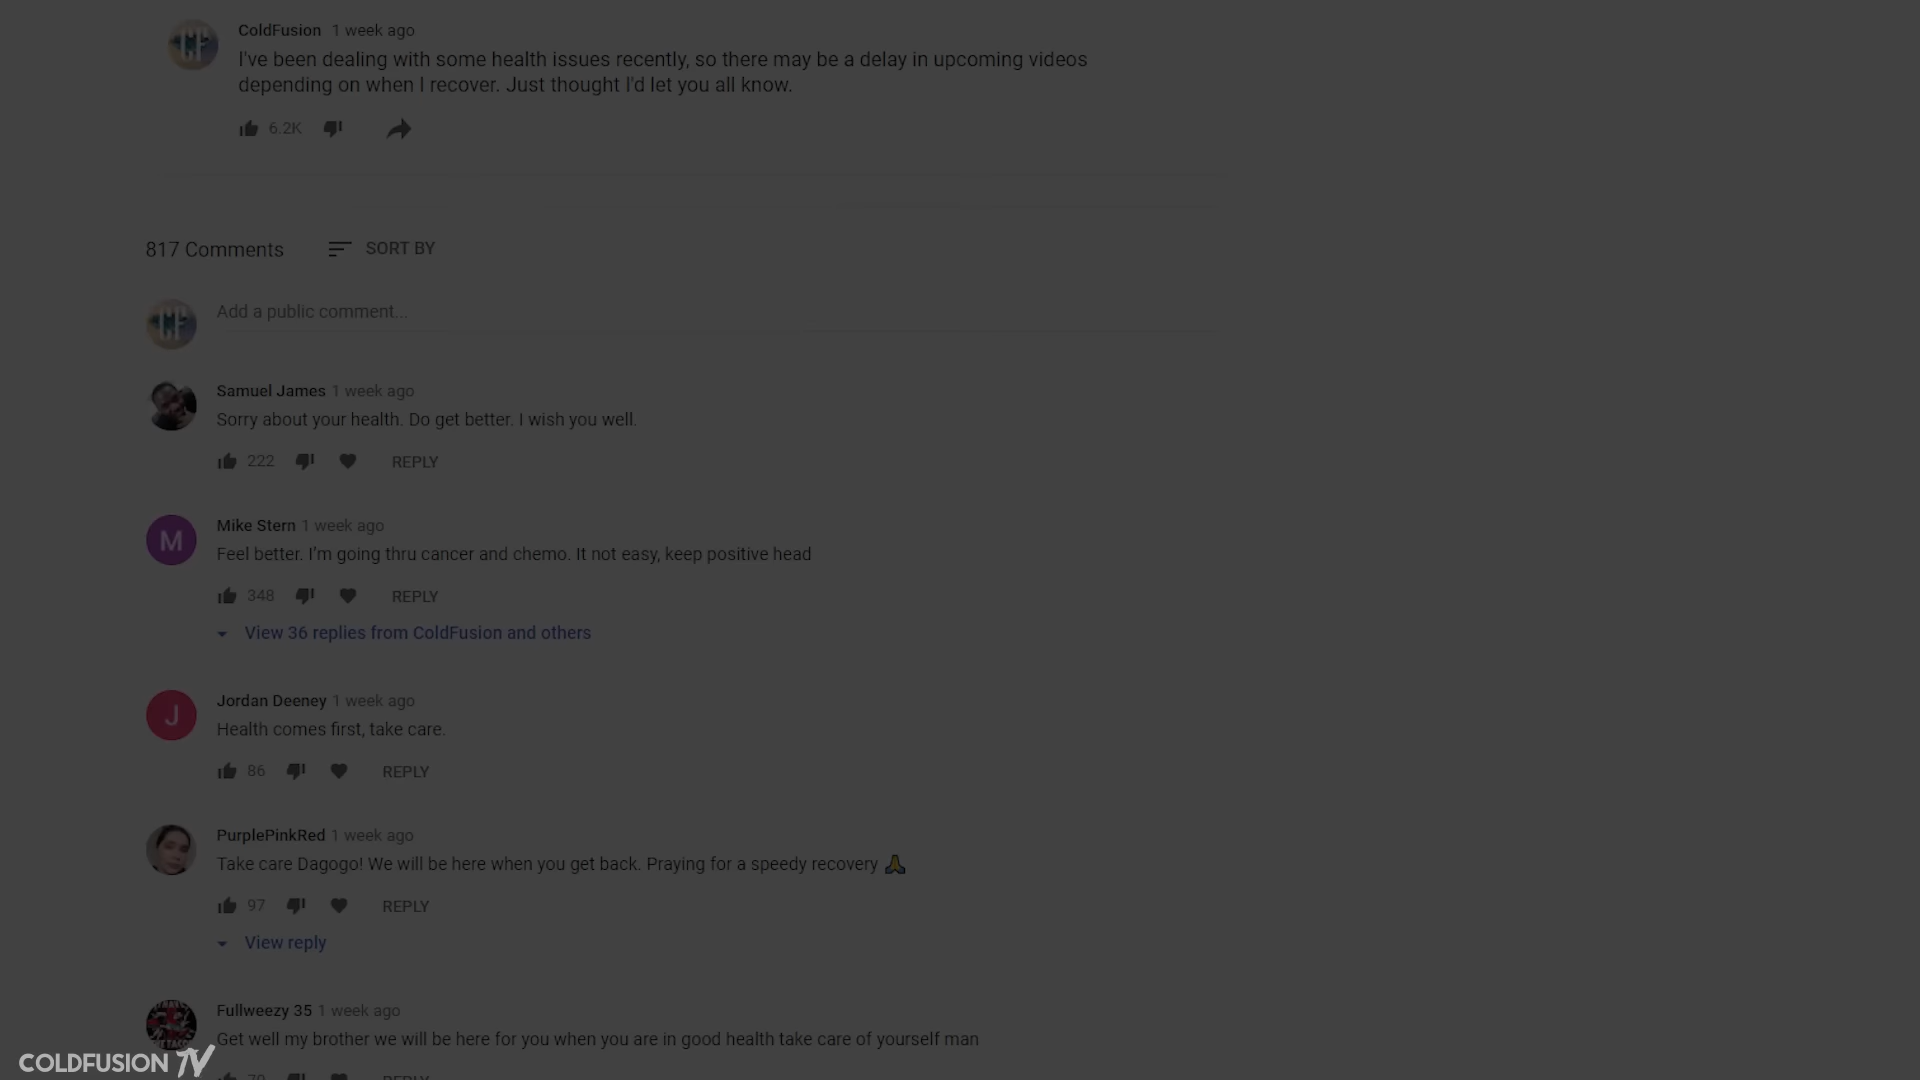 ColdFusion 1 week ago
I've been dealing with some health issues recently, so there may be a delay in upcoming videos
depending on when I recover. Just thought I'd let you all know.
6.2K
817 Comments SORT BY
Add a public comment...
Samuel James 1 week ago
Sorry about your health. Do get better. I wish you well.
222 REPLY
M
Mike Stern 1 week ago
Feel better. I'm going thru cancer and chemo. It not easy, keep positive head
348 REPLY
View 36 replies from ColdFusion and others
J
Jordan Deeney 1 week ago
Health comes first, take care.
86 REPLY
PurplePinkRed 1 week ago
Take care Dagogo! We will be here when you get back. Praying for a speedy recovery 🙏
97 REPLY
View reply
Fullweezy 35 1 week ago
Get well my brother we will be here for you when you are in good health take care of yourself man
REPLY
COLDFUSION TV